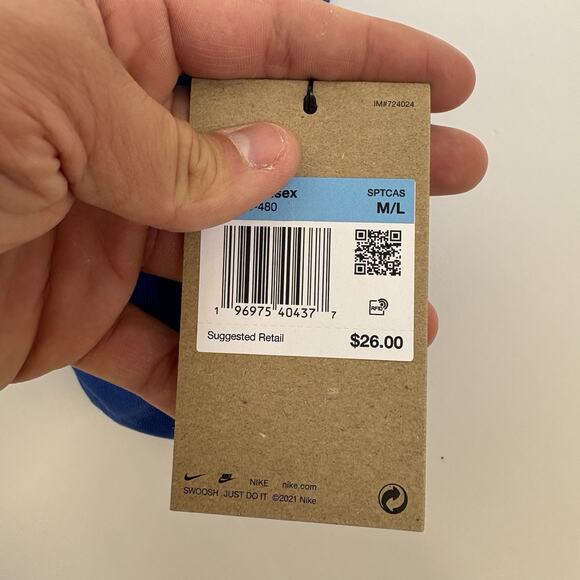 IM#724024
SPTCAS
-480
M/L
1 96975 40437 7
RFID
Suggested Retail
$26.00
NIKE nike.com
SWOOSH JUST DO IT ©2021 Nike